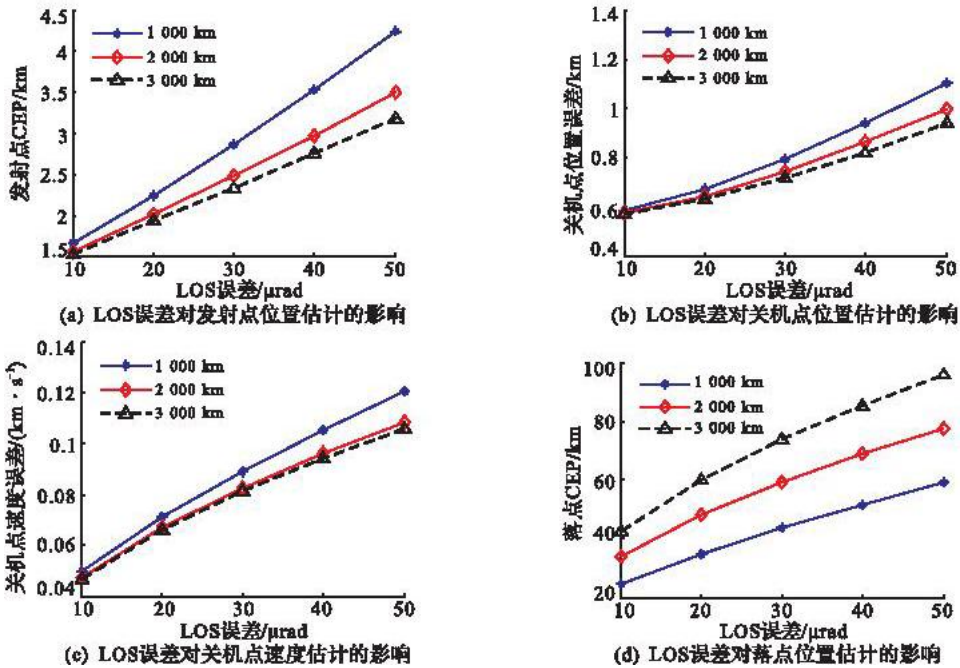 4.5
4
3.5
3
2.5
2
1.5
发射点CEP/km
1 000 km
2 000 km
3 000 km
10 20 30 40 50
LOS误差/μrad
(a) LOS误差对发射点位置估计的影响
1.4
1.2
1
0.8
0.6
0.4
关机点位置误差/km
1 000 km
2 000 km
3 000 km
10 20 30 40 50
LOS误差/μrad
(b) LOS误差对关机点位置估计的影响
0.14
0.12
0.1
0.08
0.06
0.04
关机点速度误差/(km·s⁻¹)
1 000 km
2 000 km
3 000 km
10 20 30 40 50
LOS误差/μrad
(c) LOS误差对关机点速度估计的影响
100
80
60
40
20
落点CEP/km
1 000 km
2 000 km
3 000 km
10 20 30 40 50
LOS误差/μrad
(d) LOS误差对落点位置估计的影响